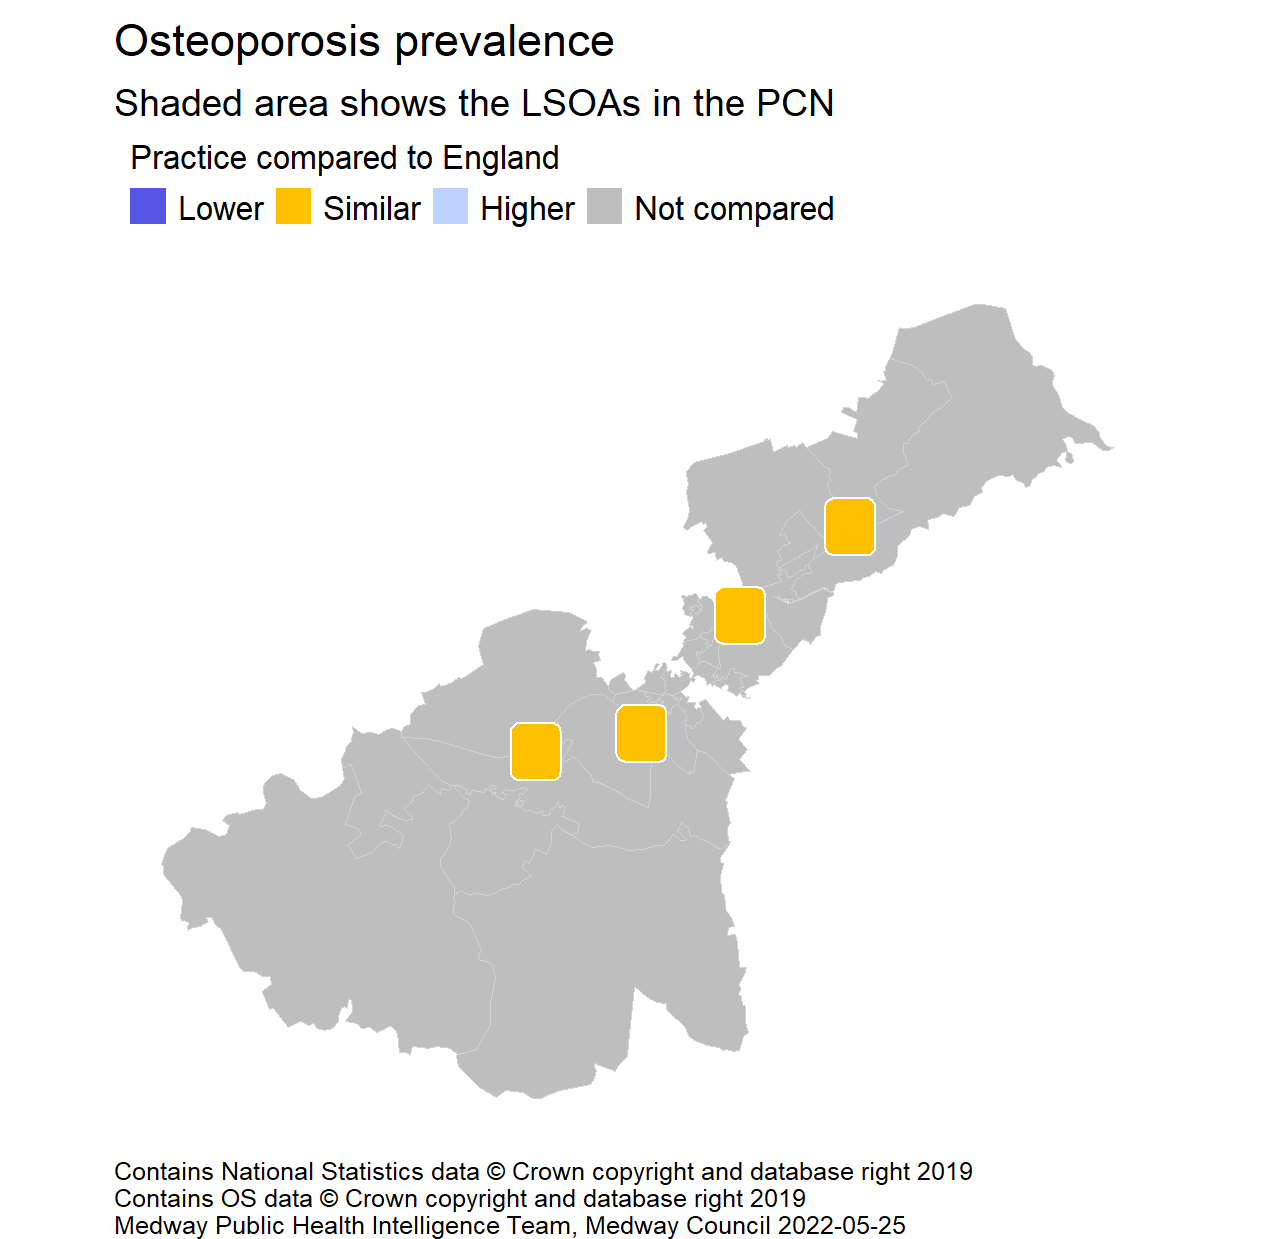 Osteoporosis prevalence
Shaded area shows the LSOAs in the PCN
Practice compared to England
Lower Similar Higher Not compared
Contains National Statistics data © Crown copyright and database right 2019
Contains OS data © Crown copyright and database right 2019
Medway Public Health Intelligence Team, Medway Council 2022-05-25